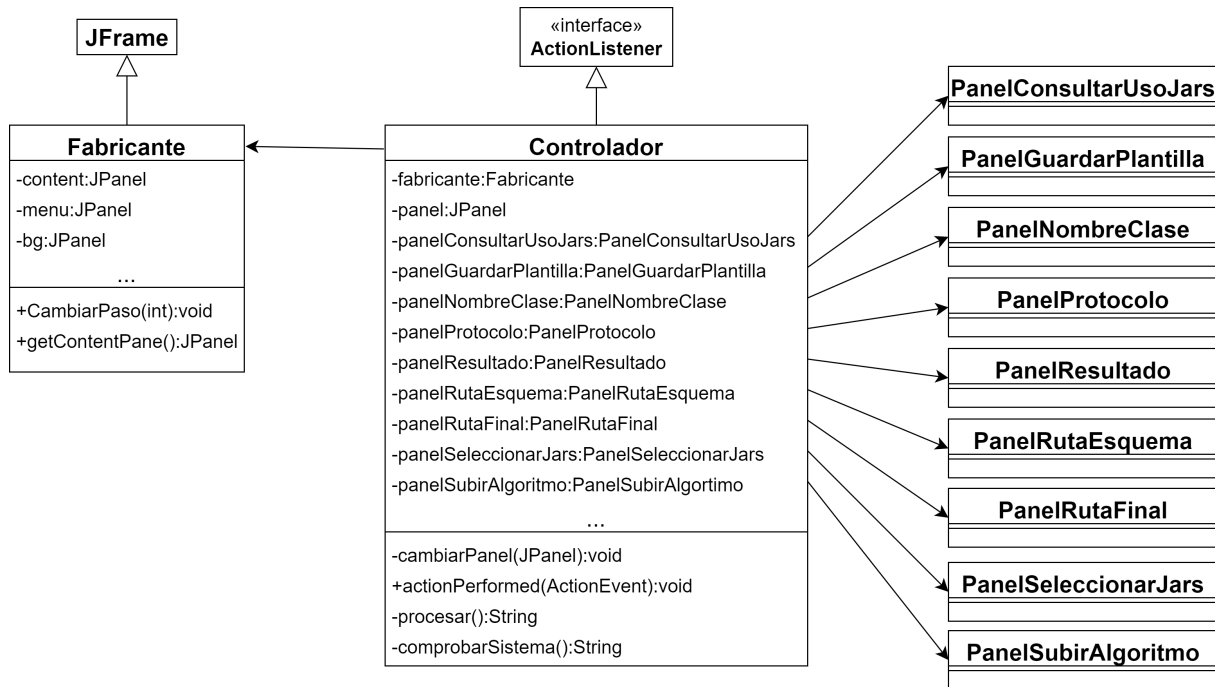 JFrame
«interface»
ActionListener
Fabricante
-content:JPanel
-menu:JPanel
-bg:JPanel
...
+CambiarPaso(int):void
+getContentPane():JPanel
Controlador
-fabricante:Fabricante
-panel:JPanel
-panelConsultarUsoJars:PanelConsultarUsoJars
-panelGuardarPlantilla:PanelGuardarPlantilla
-panelNombreClase:PanelNombreClase
-panelProtocolo:PanelProtocolo
-panelResultado:PanelResultado
-panelRutaEsquema:PanelRutaEsquema
-panelRutaFinal:PanelRutaFinal
-panelSeleccionarJars:PanelSeleccionarJars
-panelSubirAlgoritmo:PanelSubirAlgortimo
...
-cambiarPanel(JPanel):void
+actionPerformed(ActionEvent):void
-procesar():String
-comprobarSistema():String
PanelConsultarUsoJars
PanelGuardarPlantilla
PanelNombreClase
PanelProtocolo
PanelResultado
PanelRutaEsquema
PanelRutaFinal
PanelSeleccionarJars
PanelSubirAlgoritmo